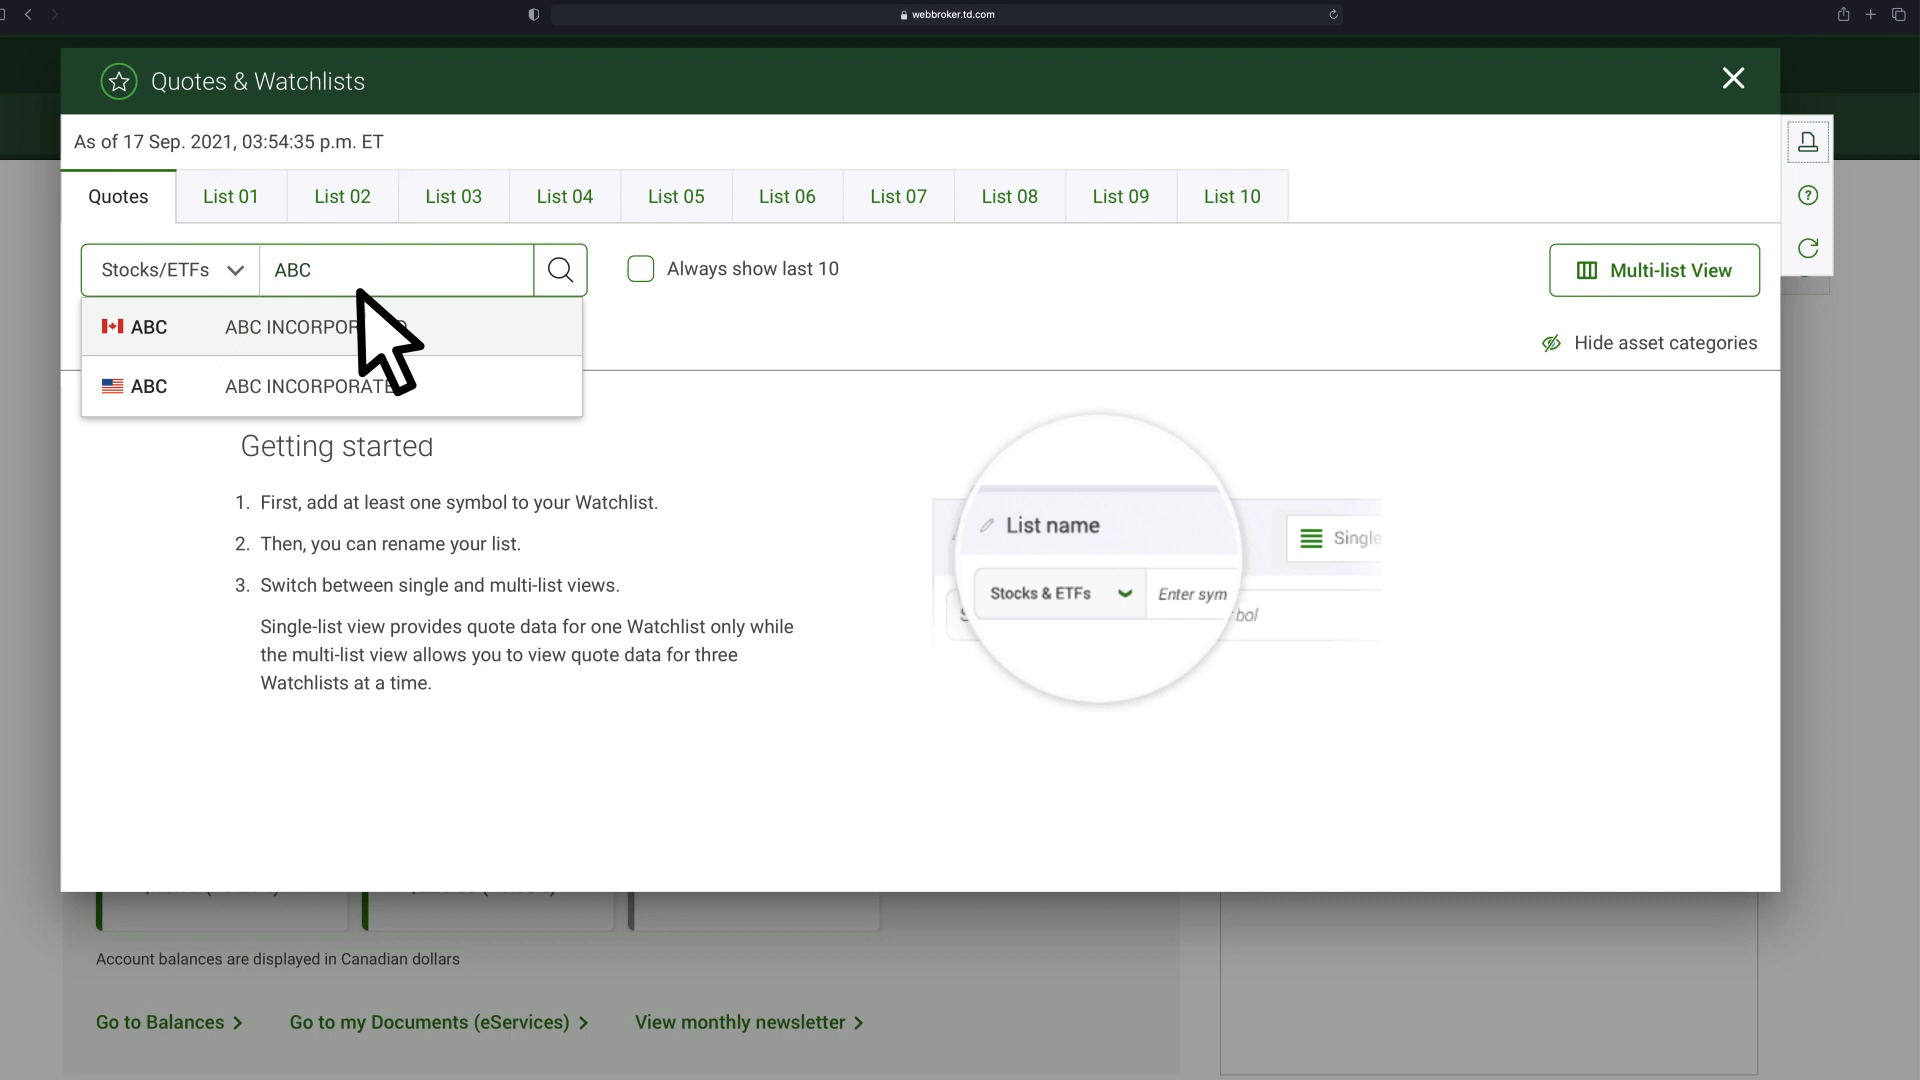 webbroker.td.com
Quotes & Watchlists
As of 17 Sep. 2021, 03:54:35 p.m. ET
Quotes
List 01
List 02
List 03
List 04
List 05
List 06
List 07
List 08
List 09
List 10
Stocks/ETFs
ABC
Always show last 10
Multi-list View
ABC ABC INCORPOR
ABC ABC INCORPORATE
Hide asset categories
Getting started
1. First, add at least one symbol to your Watchlist.
2. Then, you can rename your list.
3. Switch between single and multi-list views.
Single-list view provides quote data for one Watchlist only while
the multi-list view allows you to view quote data for three
Watchlists at a time.
List name
Single
Stocks & ETFs
Enter sym
bol
Account balances are displayed in Canadian dollars
Go to Balances
Go to my Documents (eServices)
View monthly newsletter